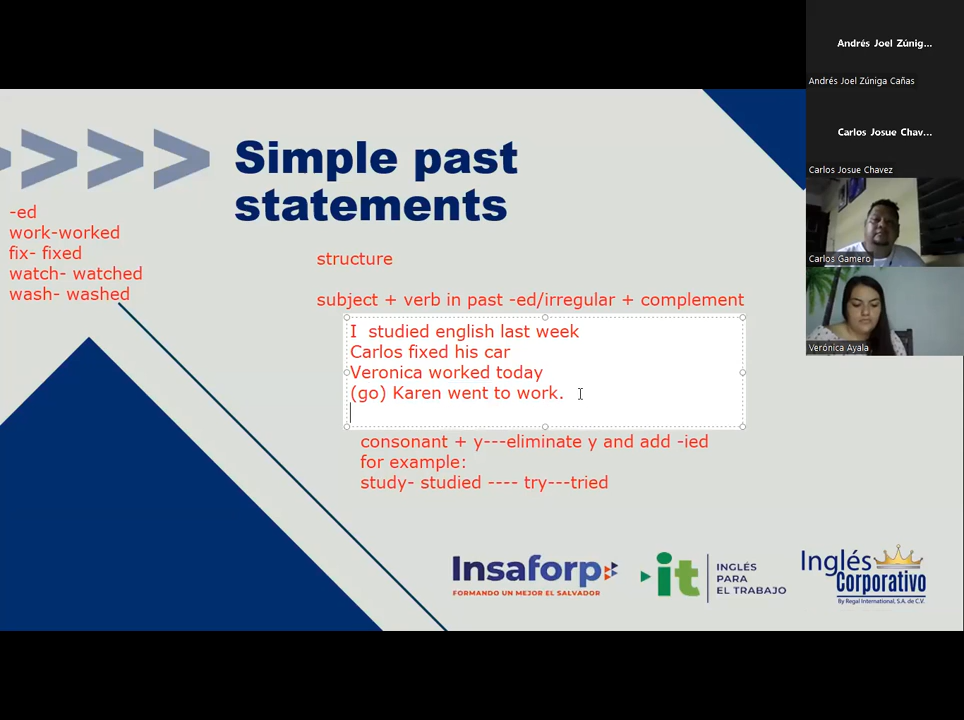 Simple past
statements
-ed
work-worked
fix- fixed
watch- watched
wash- washed
structure
subject + verb in past -ed/irregular + complement
I  studied english last week
Carlos fixed his car
Veronica worked today
(go) Karen went to work.
consonant + y---eliminate y and add -ied
for example:
study- studied ---- try---tried
Insaforp
FORMANDO UN MEJOR EL SALVADOR
it
INGLÉS
PARA
EL TRABAJO
Inglés
Corporativo
By Regal International, S.A. de C.V.
Andrés Joel Zúnig...
Andrés Joel Zúniga Cañas
Carlos Josue Chav...
Carlos Josue Chavez
Carlos Gamero
Verónica Ayala